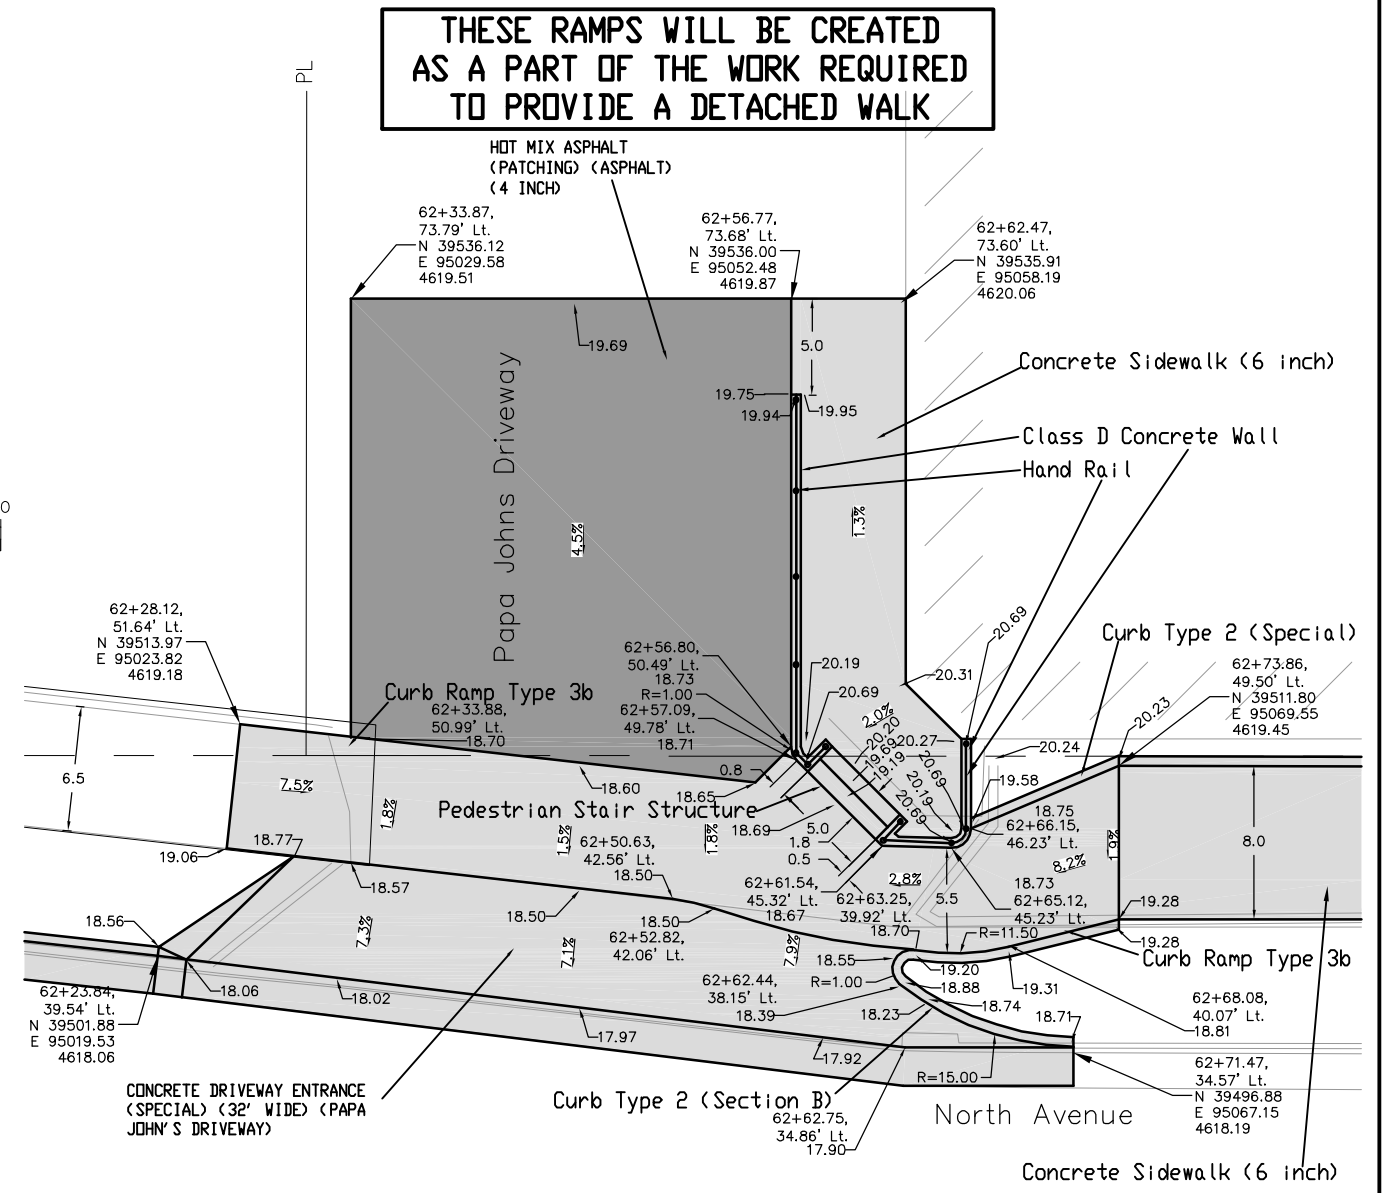 THESE RAMPS WILL BE CREATED
AS A PART OF THE WORK REQUIRED
TO PROVIDE A DETACHED WALK
PL
HOT MIX ASPHALT
(PATCHING) (ASPHALT)
(4 INCH)
62+33.87,
73.79' Lt.
N 39536.12
E 95029.58
4619.51
62+56.77,
73.68' Lt.
N 39536.00
E 95052.48
4619.87
62+62.47,
73.60' Lt.
N 39535.91
E 95058.19
4620.06
19.69
5.0
Concrete Sidewalk (6 inch)
19.75
19.94
19.95
Class D Concrete Wall
Hand Rail
Papa Johns Driveway
4.5%
1.3%
0
62+28.12,
51.64' Lt.
N 39513.97
E 95023.82
4619.18
62+56.80,
50.49' Lt.
18.73
R=1.00
62+57.09,
49.78' Lt.
18.71
20.19
20.69
20.31
20.69
Curb Type 2 (Special)
62+73.86,
49.50' Lt.
N 39511.80
E 95069.55
4619.45
Curb Ramp Type 3b
62+33.88,
50.99' Lt.
18.70
2.0%
20.20
19.69
19.19
20.27
20.69
20.19
20.69
20.24
20.23
19.58
6.5
7.5%
1.8%
18.60
0.8
18.65
Pedestrian Stair Structure
18.69
5.0
1.8
0.5
18.75
62+66.15,
46.23' Lt.
1.9%
8.0
18.77
19.06
1.5%
1.8%
62+50.63,
42.56' Lt.
18.50
8.2%
18.57
62+61.54,
45.32' Lt.
18.67
2.8%
62+63.25,
39.92' Lt.
18.70
5.5
18.73
62+65.12,
45.23' Lt.
19.28
18.56
7.3%
18.50
18.50
62+52.82,
42.06' Lt.
7.1%
7.9%
R=11.50
19.28
Curb Ramp Type 3b
18.55
R=1.00
19.20
18.88
19.31
62+62.44,
38.15' Lt.
18.39
18.23
18.74
18.71
62+68.08,
40.07' Lt.
18.81
62+23.84,
39.54' Lt.
N 39501.88
E 95019.53
4618.06
18.06
18.02
17.97
17.92
R=15.00
62+71.47,
34.57' Lt.
N 39496.88
E 95067.15
4618.19
CONCRETE DRIVEWAY ENTRANCE
(SPECIAL) (32' WIDE) (PAPA
JOHN'S DRIVEWAY)
Curb Type 2 (Section B)
62+62.75,
34.86' Lt.
17.90
North Avenue
Concrete Sidewalk (6 inch)